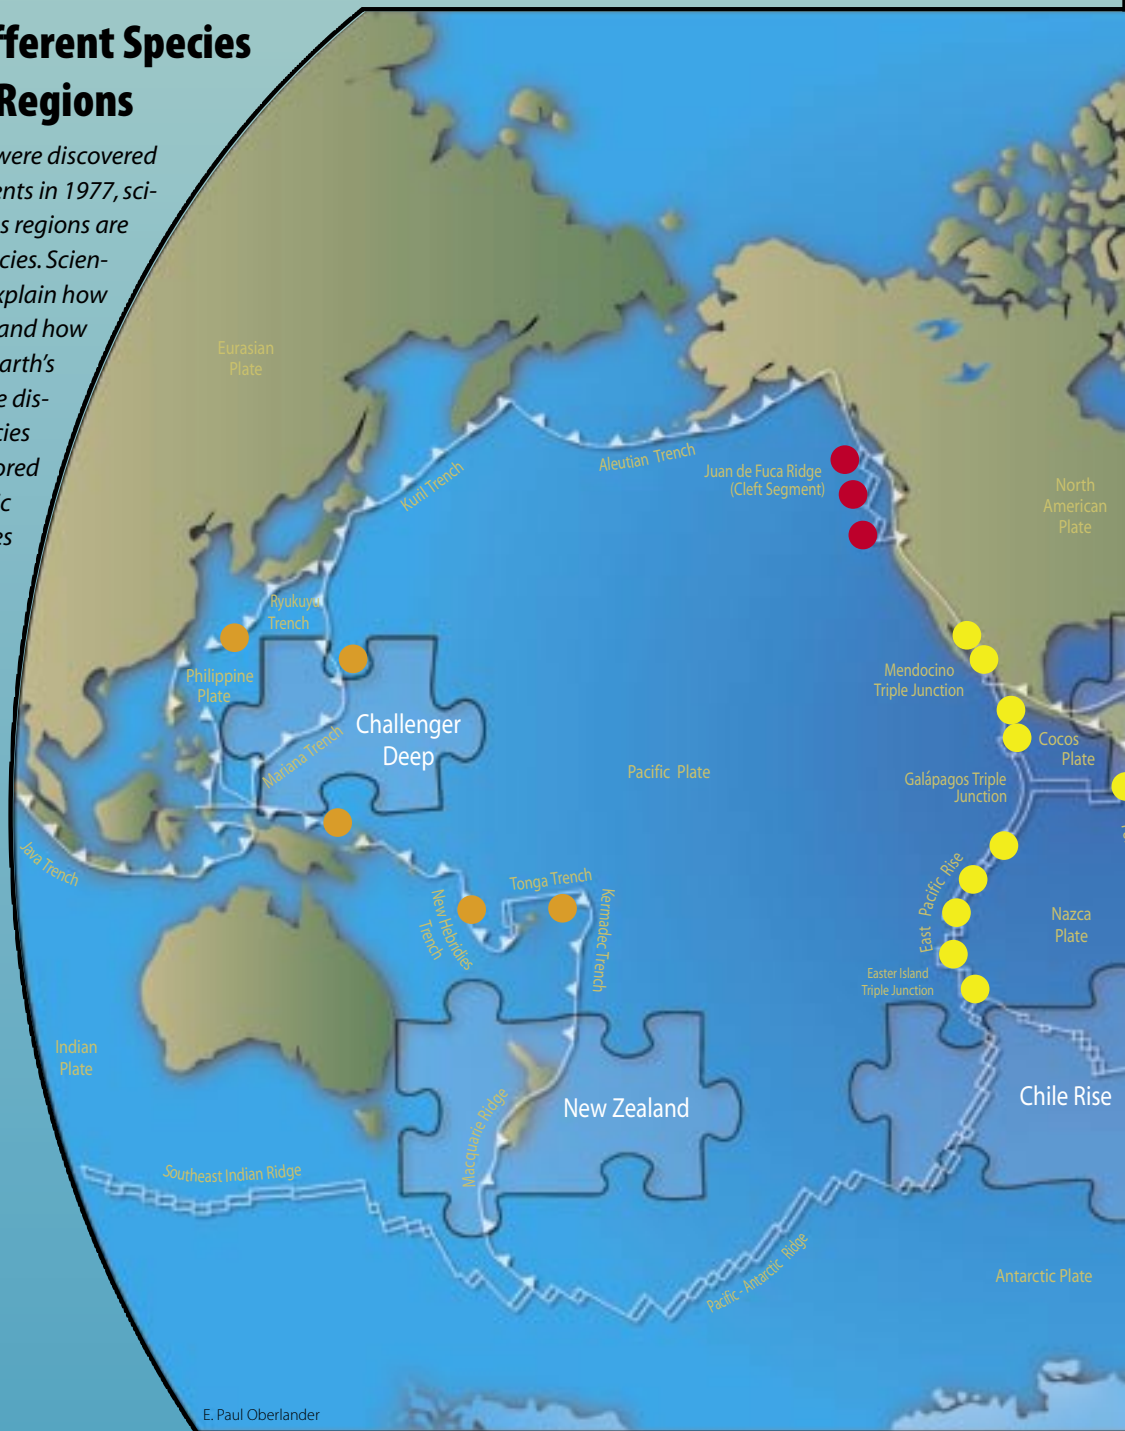 fferent Species
Regions
were discovered
ents in 1977, sci-
s regions are
cies. Scien-
xplain how
and how
arth's
e dis-
cies
ored
ic
es
Eurasian
Plate
Kuril Trench
Aleutian Trench
Juan de Fuca Ridge
(Cleft Segment)
North
American
Plate
Ryukuyu
Trench
Philippine
Plate
Mariana Trench
Challenger
Deep
Pacific Plate
Mendocino
Triple Junction
Cocos
Plate
Galápagos Triple
Junction
Java Trench
New Hebridies
Trench
Tonga Trench
Kermadec Trench
East Pacific Rise
Nazca
Plate
Easter Island
Triple Junction
Indian
Plate
Macquarie Ridge
New Zealand
Chile Rise
Southeast Indian Ridge
Pacific - Antarctic Ridge
Antarctic Plate
E. Paul Oberlander